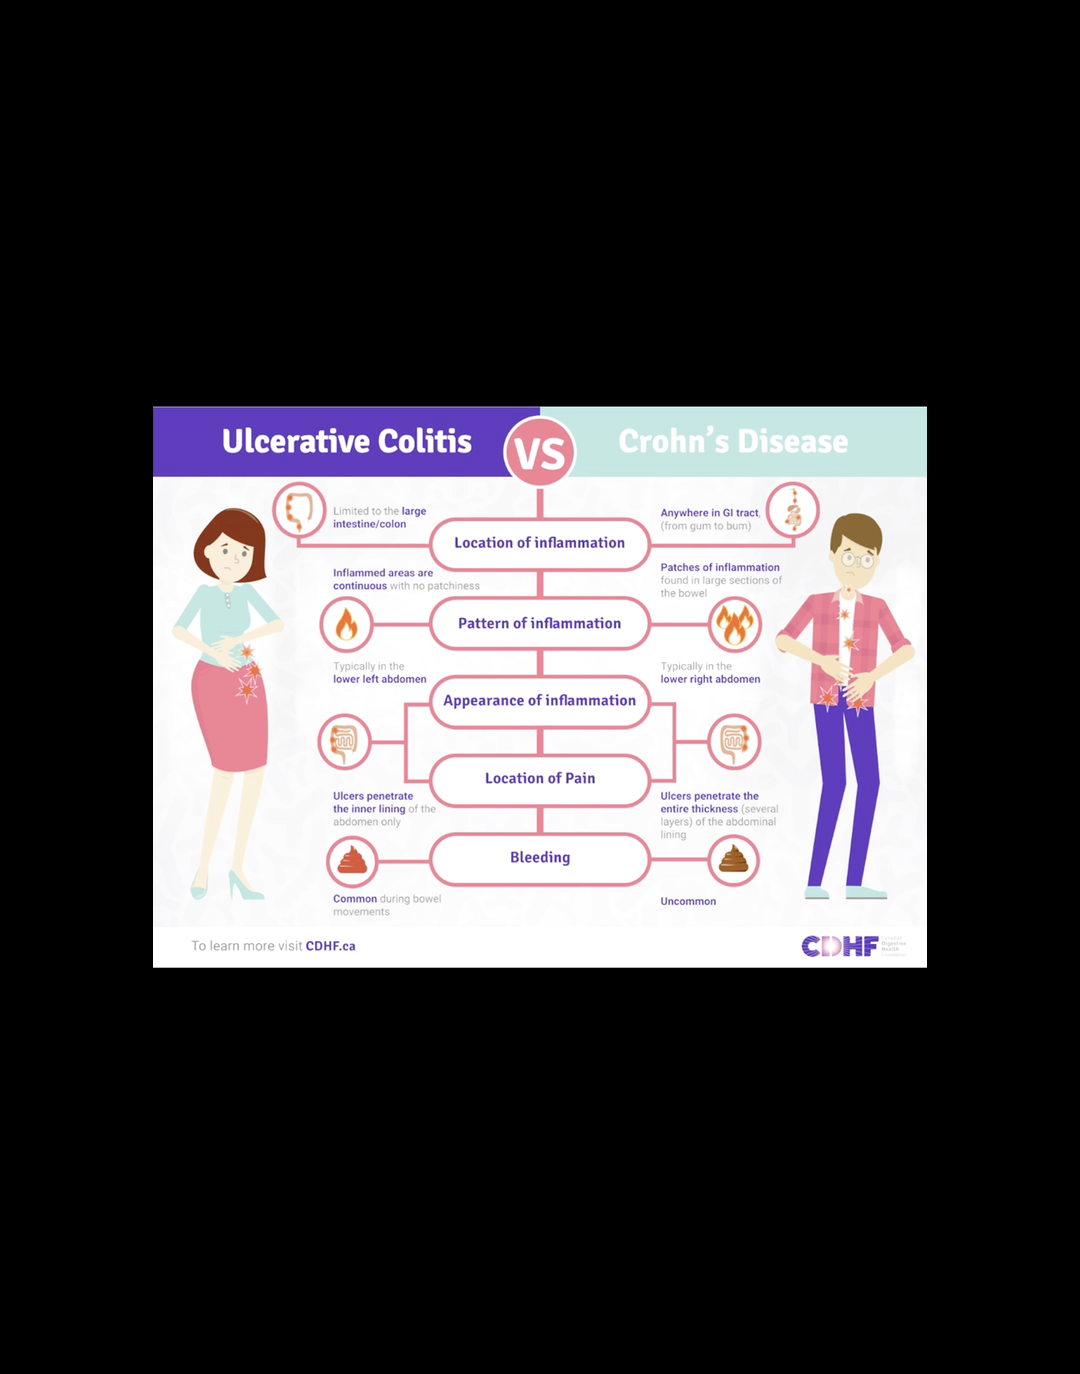 Ulcerative Colitis
VS
Crohn's Disease
Limited to the large
intestine/colon
Location of inflammation
Anywhere in GI tract,
(from gum to bum)
Inflammed areas are
continuous with no patchiness
Pattern of inflammation
Patches of inflammation
found in large sections of
the bowel
Typically in the
lower left abdomen
Appearance of inflammation
Typically in the
lower right abdomen
Location of Pain
Ulcers penetrate
the inner lining of the
abdomen only
Ulcers penetrate the
entire thickness (several
layers) of the abdominal
lining
Bleeding
Common during bowel
movements
Uncommon
To learn more visit CDHF.ca
CDHF
Digestive
Health